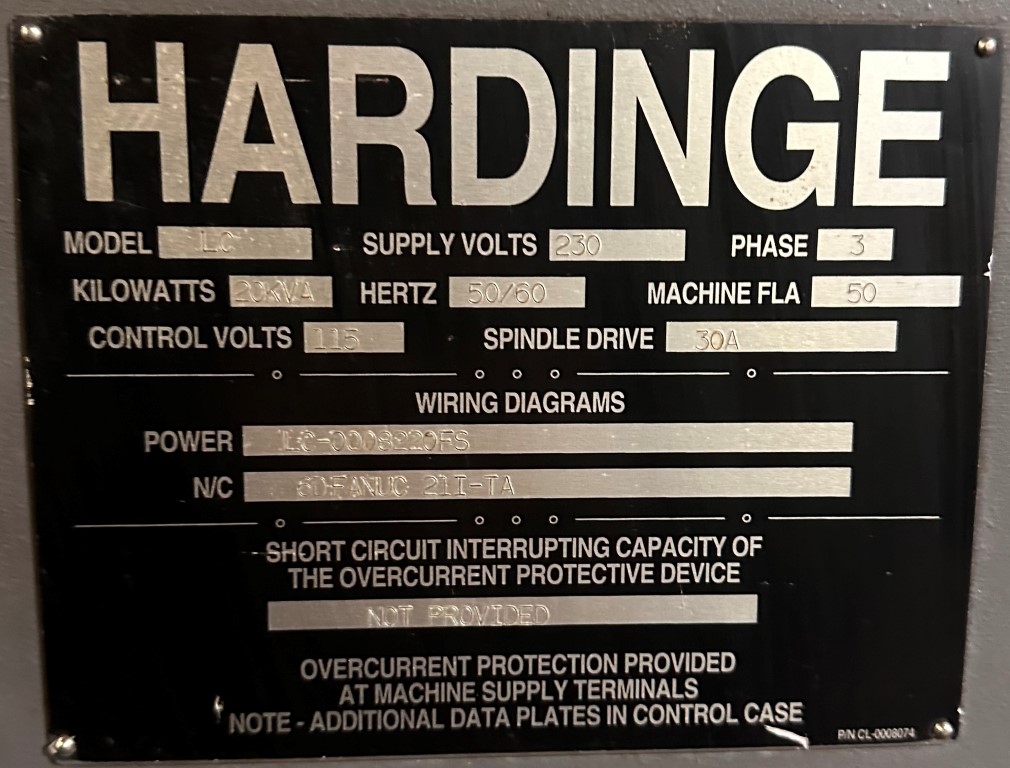 HARDINGE
MODEL LC SUPPLY VOLTS 230 PHASE 3
KILOWATTS 20KVA HERTZ 50/60 MACHINE FLA 50
CONTROL VOLTS 115 SPINDLE DRIVE 30A
WIRING DIAGRAMS
POWER LC-0008220FS
N/C GDFANUC 21I-TA
SHORT CIRCUIT INTERRUPTING CAPACITY OF
THE OVERCURRENT PROTECTIVE DEVICE
NOT PROVIDED
OVERCURRENT PROTECTION PROVIDED
AT MACHINE SUPPLY TERMINALS
NOTE - ADDITIONAL DATA PLATES IN CONTROL CASE
P/N CL-0008074